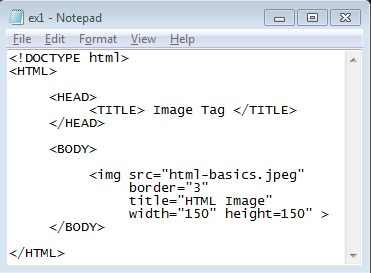 ex1 - Notepad
File Edit Format View Help
<!DOCTYPE html>
<HTML>
<HEAD>
<TITLE> Image Tag </TITLE>
</HEAD>
<BODY>
<img src="html-basics.jpeg"
border="3"
title="HTML Image"
width="150" height=150" >
</BODY>
</HTML>